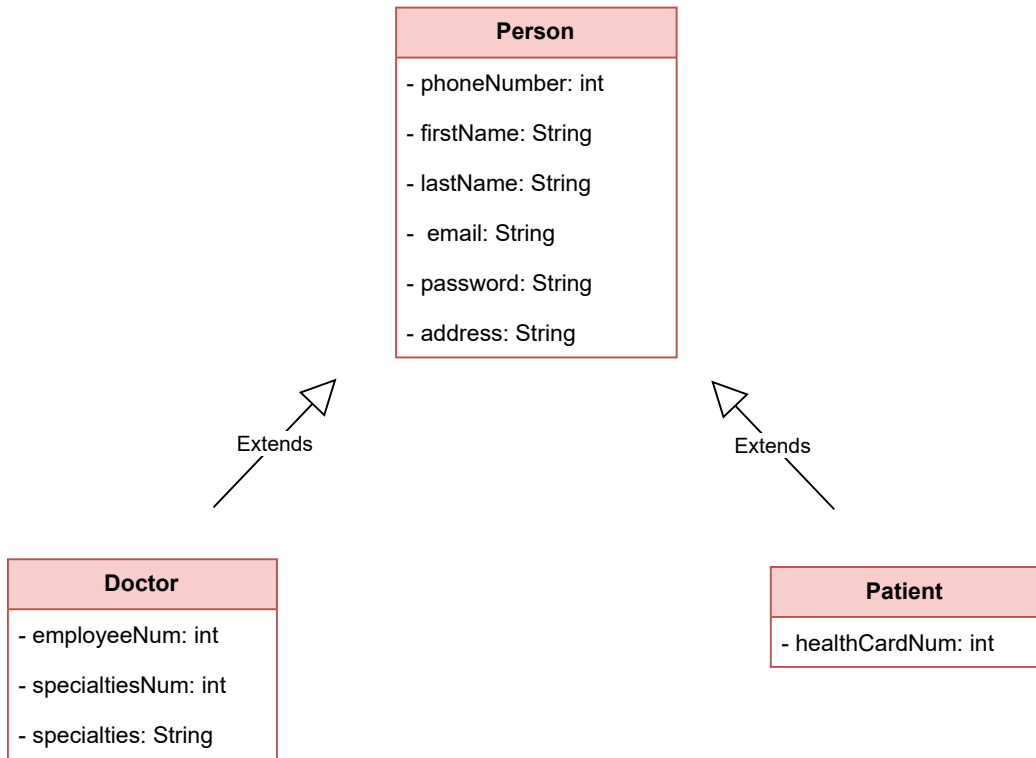 Person
- phoneNumber: int
- firstName: String
- lastName: String
-  email: String
- password: String
- address: String
Extends
Extends
Doctor
- employeeNum: int
- specialtiesNum: int
- specialties: String
Patient
- healthCardNum: int